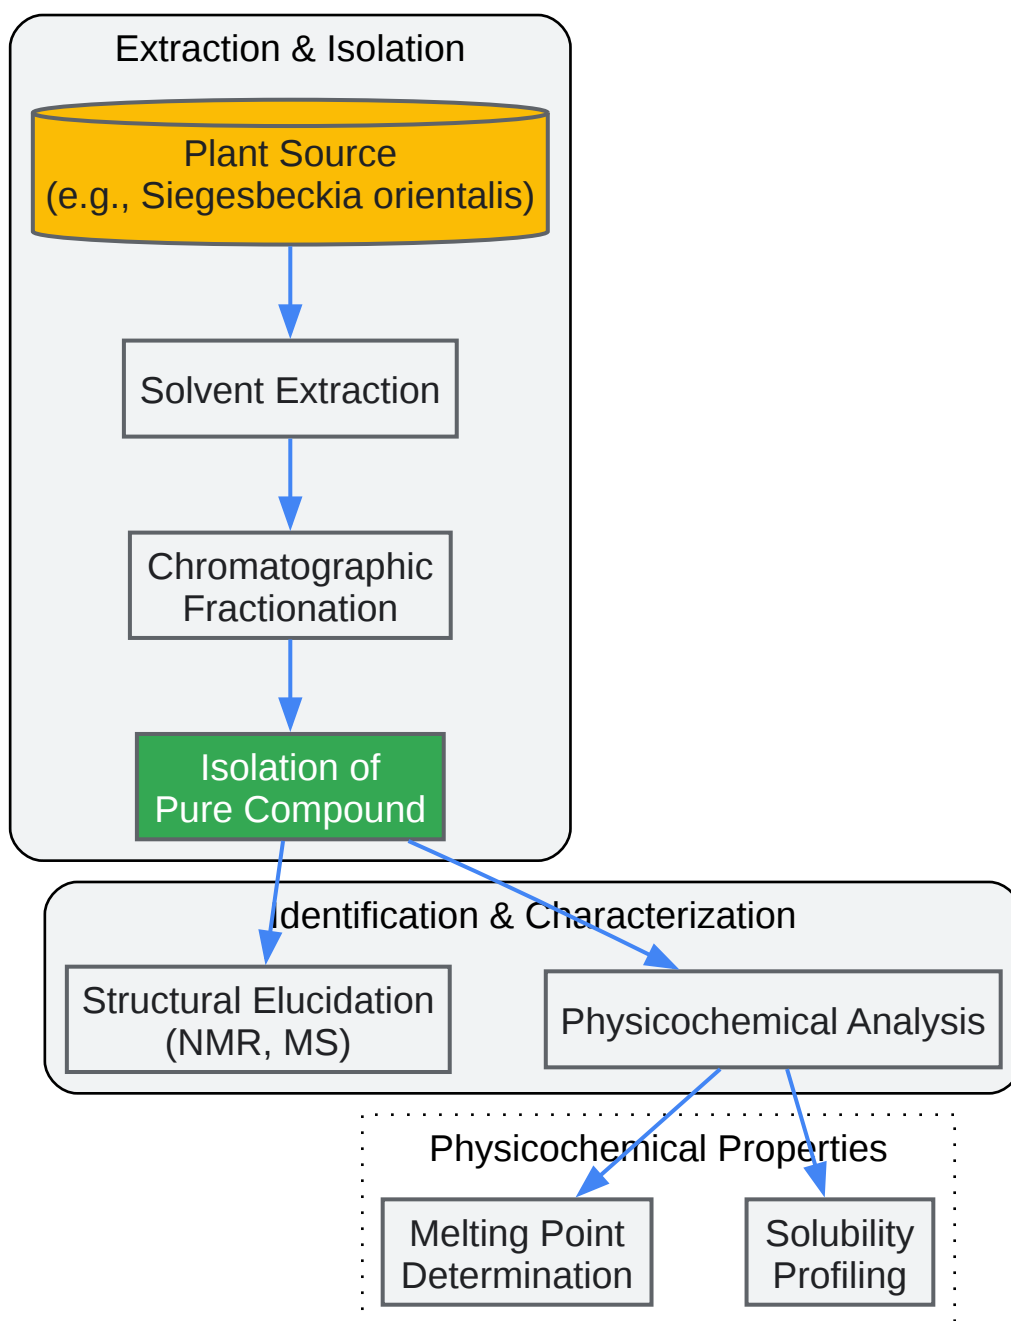 Extraction & Isolation
Plant Source
(e.g., Siegesbeckia orientalis)
Solvent Extraction
Chromatographic
Fractionation
Isolation of
Pure Compound
Identification & Characterization
Structural Elucidation
(NMR, MS)
Physicochemical Analysis
Physicochemical Properties
Melting Point
Determination
Solubility
Profiling